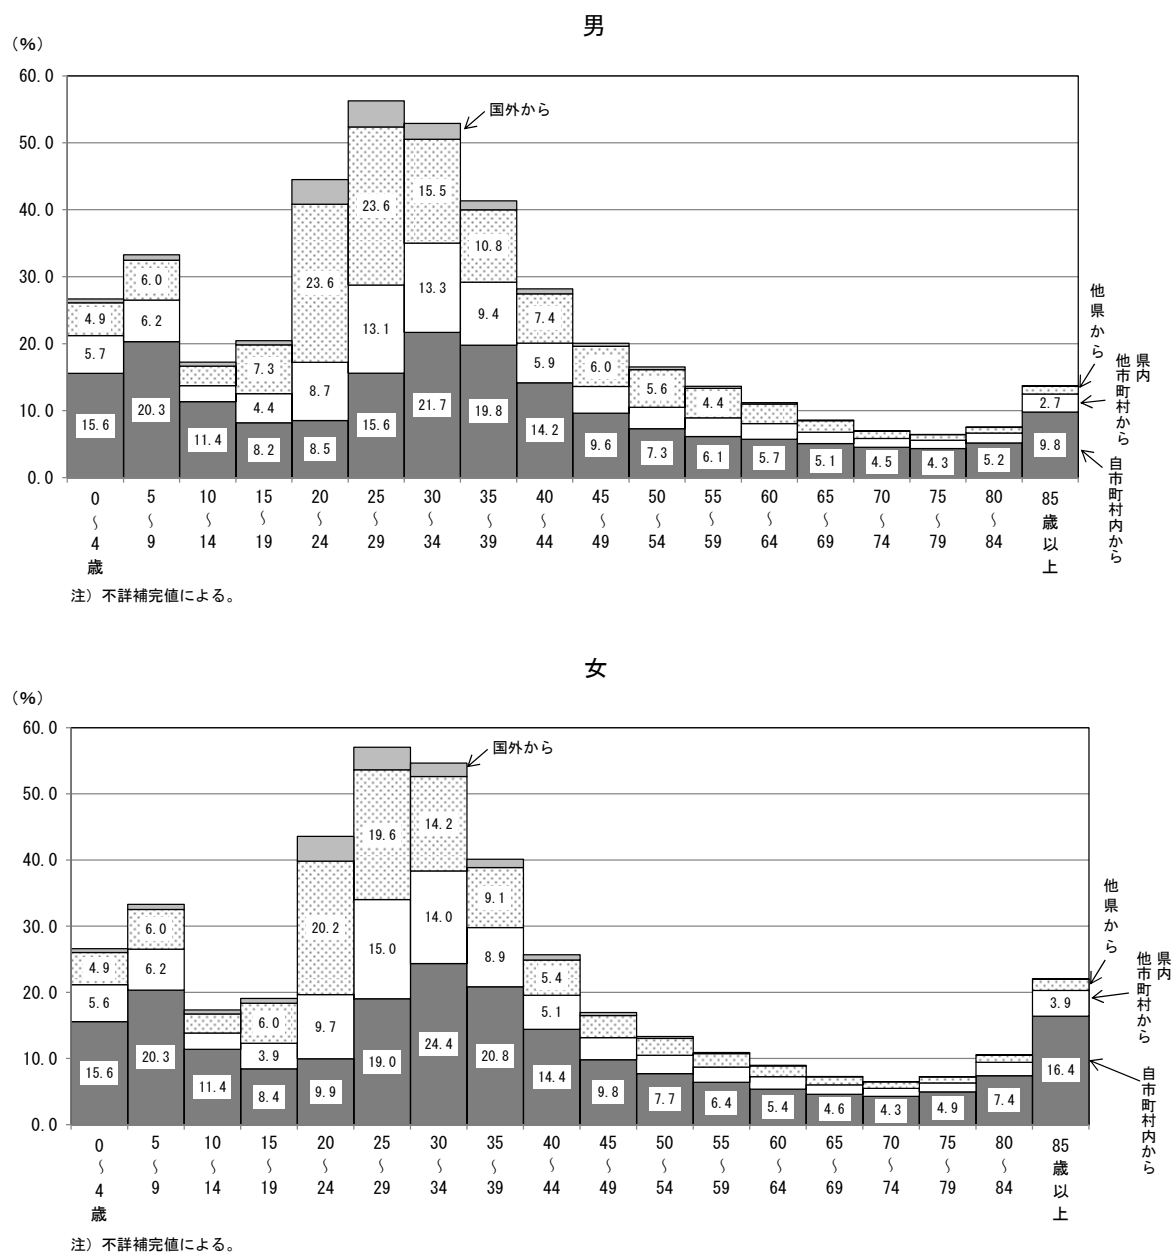 男
（%）
60.0
50.0
40.0
30.0
20.0
10.0
0.0
国外から
23.6 15.5
23.6 10.8
6.0 13.3
4.9 7.3 13.1 9.4 7.4
5.7 6.2 4.4 8.7 5.9 6.0 5.6 4.4 2.7
15.6 20.3 11.4 8.2 8.5 15.6 21.7 19.8 14.2 9.6 7.3 6.1 5.7 5.1 4.5 4.3 5.2 9.8
他県から
県内他市町村から
自市町村内から
0～4歳
5～9
10～14
15～19
20～24
25～29
30～34
35～39
40～44
45～49
50～54
55～59
60～64
65～69
70～74
75～79
80～84
85歳以上
注）不詳補完値による。
女
（%）
60.0
50.0
40.0
30.0
20.0
10.0
0.0
国外から
19.6 14.2
20.2 9.1
6.0 15.0 14.0
4.9 6.0 8.9 5.4
5.6 6.2 3.9 9.7 5.1 3.9
15.6 20.3 11.4 8.4 9.9 19.0 24.4 20.8 14.4 9.8 7.7 6.4 5.4 4.6 4.3 4.9 7.4 16.4
他県から
県内他市町村から
自市町村内から
0～4歳
5～9
10～14
15～19
20～24
25～29
30～34
35～39
40～44
45～49
50～54
55～59
60～64
65～69
70～74
75～79
80～84
85歳以上
注）不詳補完値による。